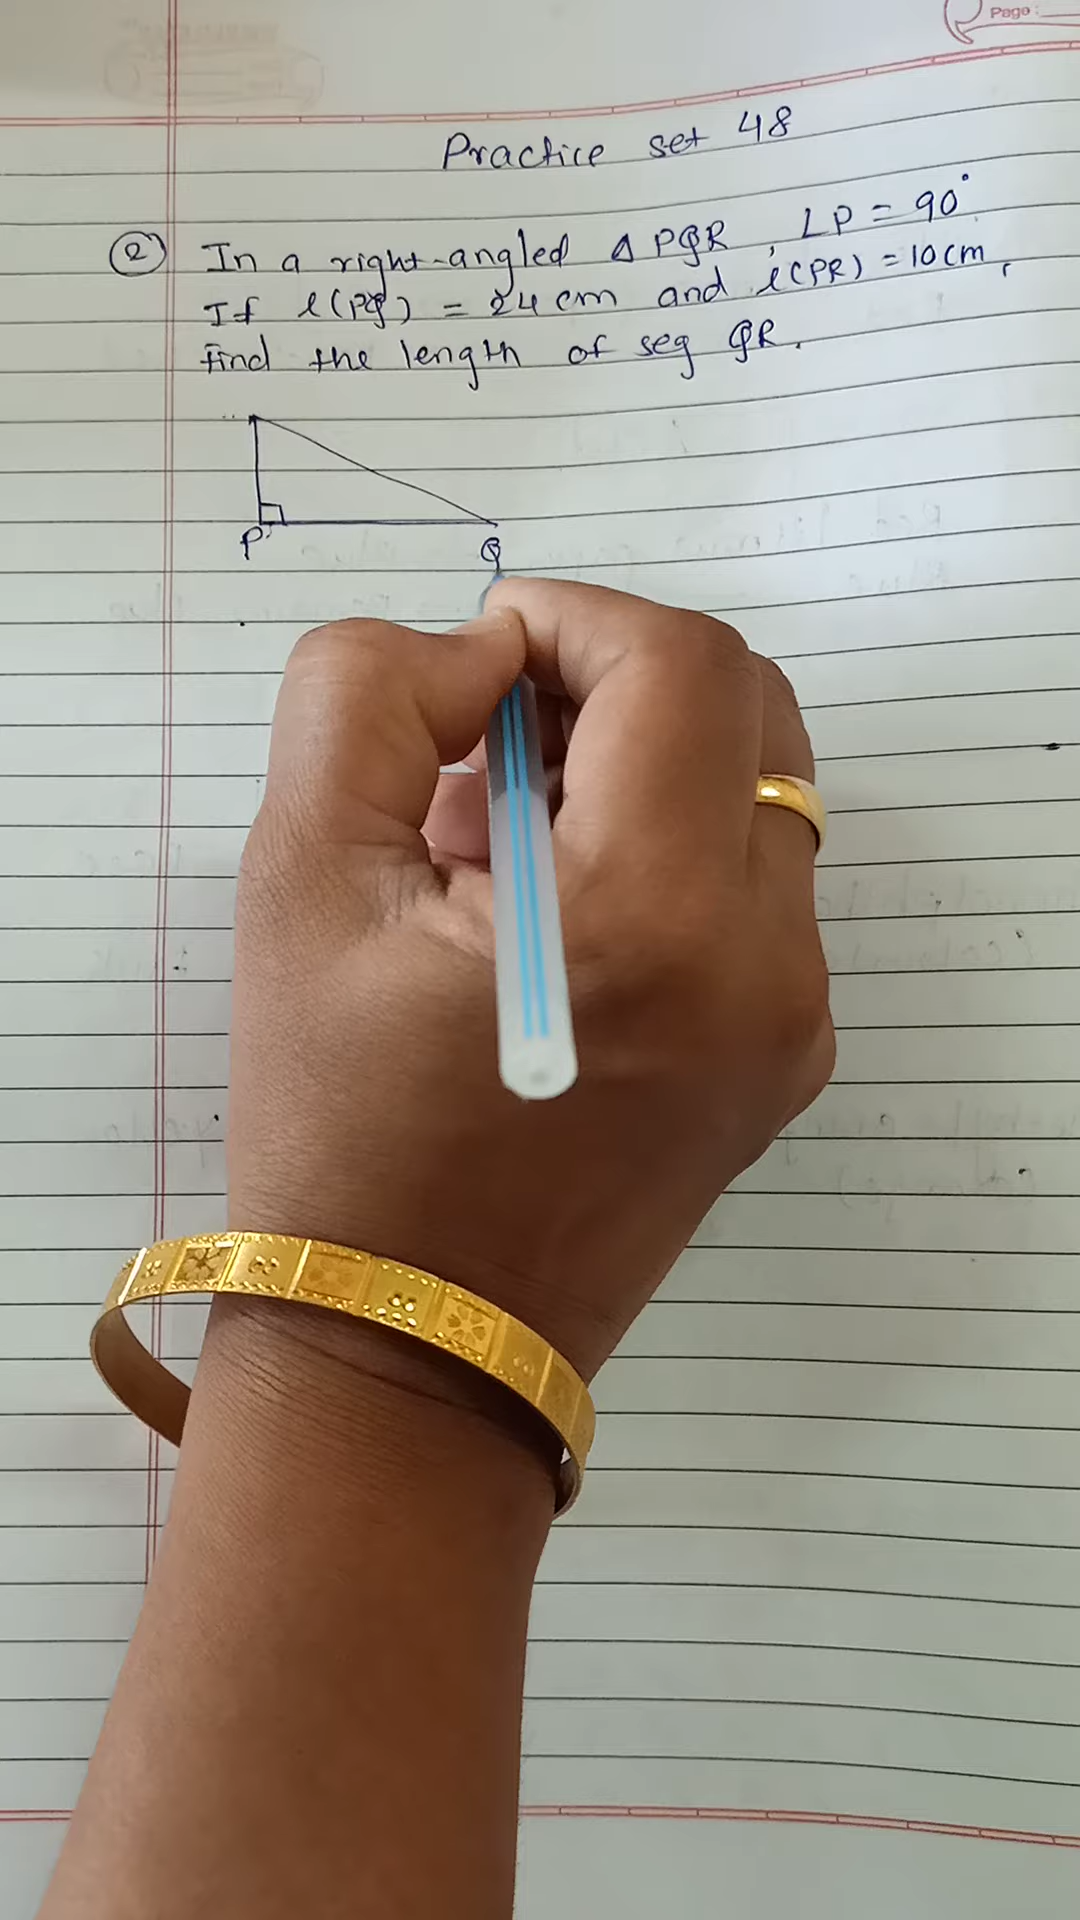 Page :
Practice set 48
② In a right-angled △ PQR , ∠P = 90°.
If l(PQ) = 24 cm and l(PR) = 10 cm,
find the length of seg QR.
P
Q